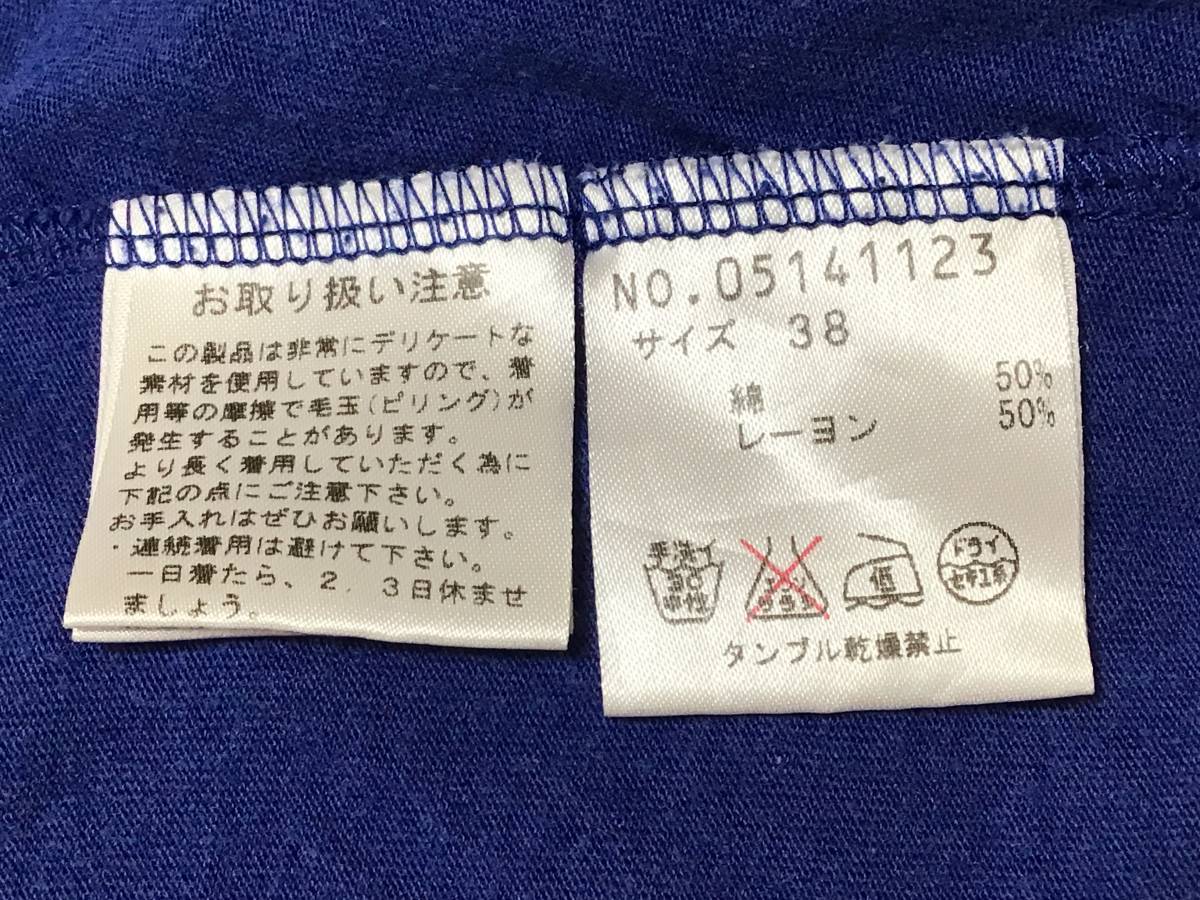 お取り扱い注意
この製品は非常にデリケートな
素材を使用していますので、着
用等の摩擦で毛玉(ピリング)が
発生することがあります。
より長く着用していただく為に
下記の点にご注意下さい。
お手入れはぜひお願いします。
・連続着用は避けて下さい。
一日着たら、2.3日休ませ
ましょう。
NO.05141123
サイズ 38
綿 50%
レーヨン 50%
手洗イ
30
中性
エンソ
サラシ
低
ドライ
セキユ系
タンブル乾燥禁止